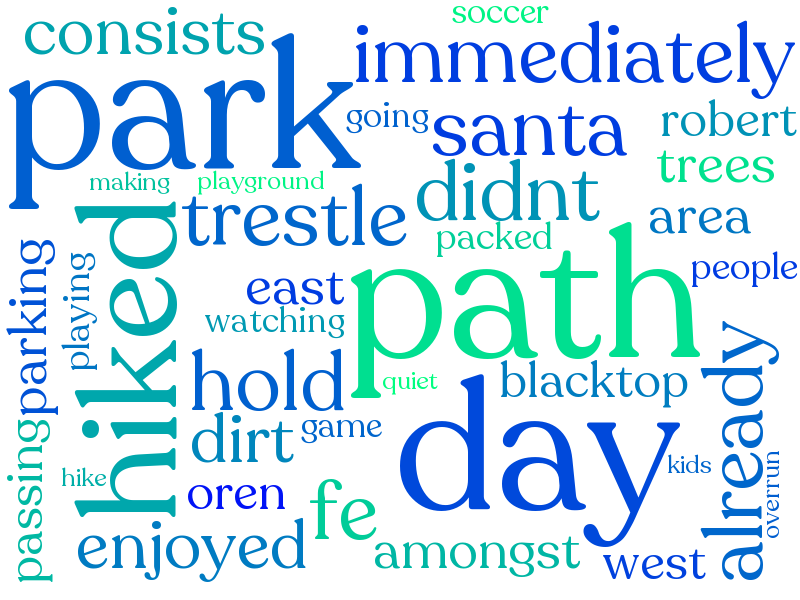 soccer
consists
immediately
park
going
santa
robert
trees
making
playground
didnt
trestle
area
packed
hiked
path
people
east
playing
parking
watching
quiet
hold
blacktop
already
day
dirt
game
kids
overrun
passing
hike
oren
fe
enjoyed
amongst
west